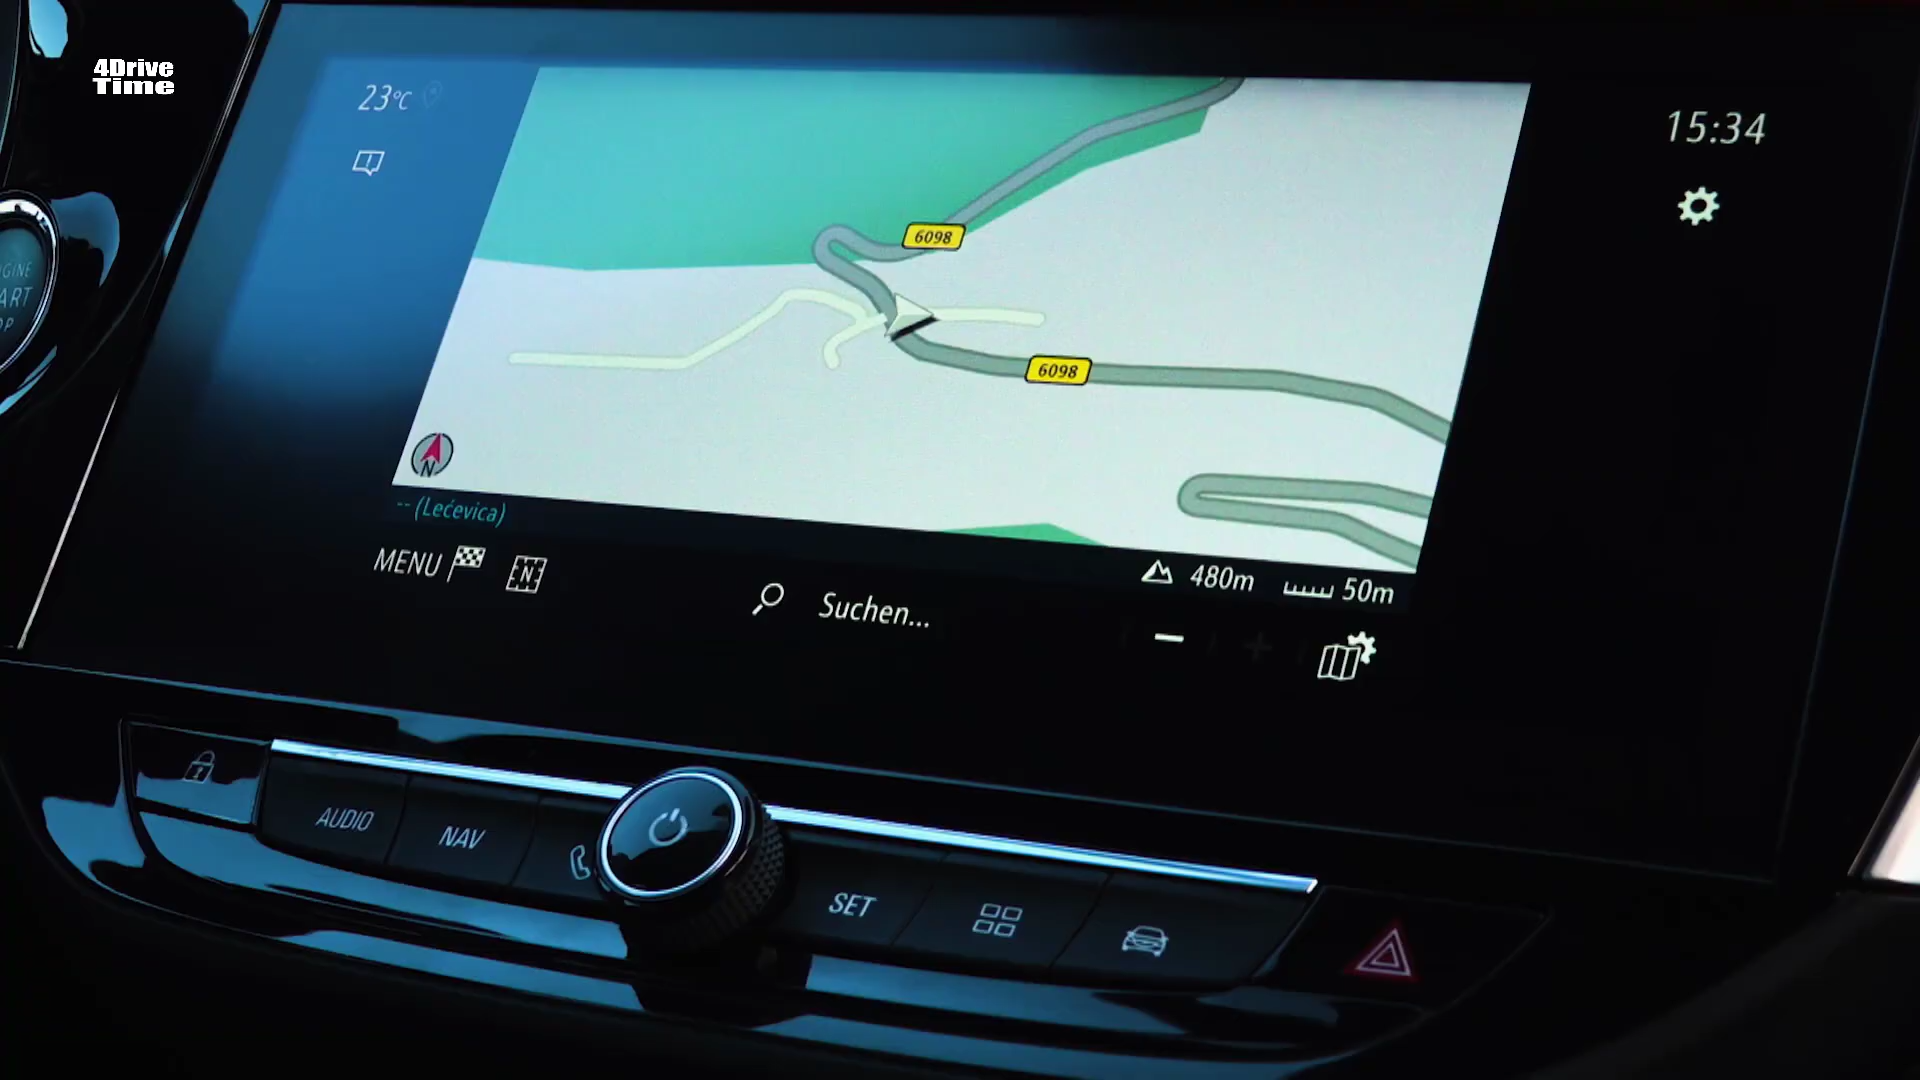 4Drive
Time
23°C
15:34
6098
6098
N
-- (Lećevica)
MENU
N
480m
50m
Suchen...
AUDIO
NAV
SET